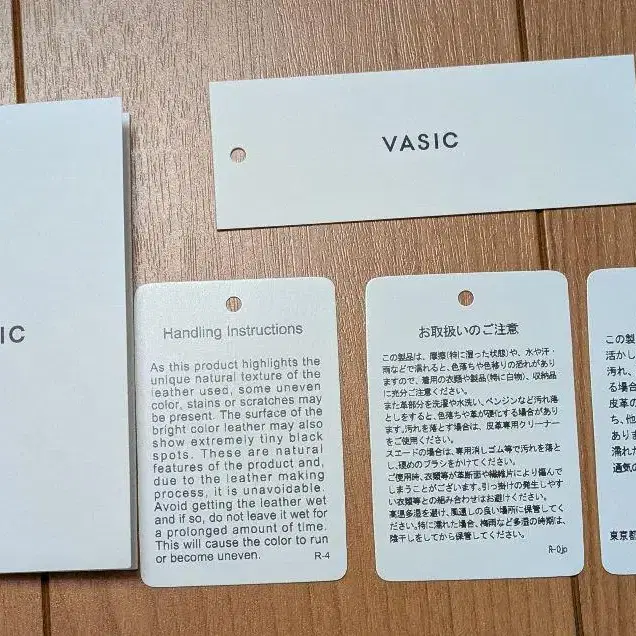 VASIC
IC
Handling Instructions
As this product highlights the
unique natural texture of the
leather used, some uneven
color, stains or scratches may
be present. The surface of the
bright color leather may also
show extremely tiny black
spots. These are natural
features of the product and,
due to the leather making
process, it is unavoidable.
Avoid getting the leather wet
and if so, do not leave it wet for
a prolonged amount of time.
This will cause the color to run
or become uneven.
R-4
お取扱いのご注意
この製品は、摩擦(特に湿った状態)や、水や汗・
雨などで濡れると、色落ちや色移りの恐れがあり
ますので、着用の衣類や製品(特に白物)、収納品
に充分ご注意ください。
また革部分を洗濯や水洗い、ベンジンなど汚れ落
としをすると、色落ちや革が硬化する場合があり
ます。汚れを落とす場合は、皮革専用クリーナー
をご使用ください。
スエードの場合は、専用消しゴム等で汚れを落と
し、硬めのブラシをかけてください。
ご使用時、衣類等が革断面や繊維片により傷んで
しまうことがございます。引っ掛けの発生しやす
い衣類等との組み合わせはお避けください。
高温多湿を避け、風通しの良い場所に保管してく
ださい。特に濡れた場合、梅雨など多湿の時期は、
陰干しをしてから保管してください。
R-0jp
この製
活かし
汚れ、
る場合
皮革の
ち、他
ありま
濡れた
通気の
東京都